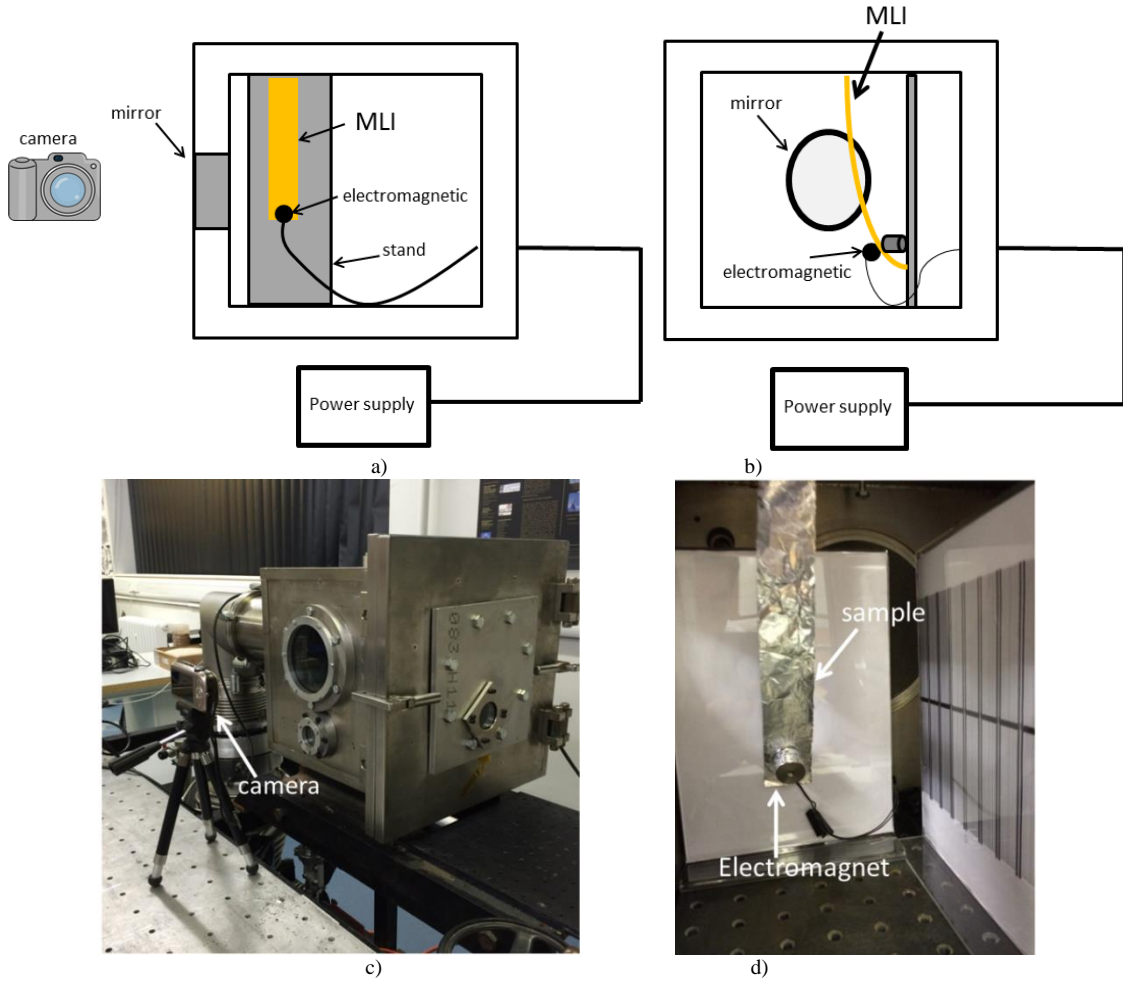 MLI
mirror
camera
MLI
electromagnetic
stand
Power supply
a)
mirror
electromagnetic
Power supply
b)
camera
c)
sample
Electromagnet
d)